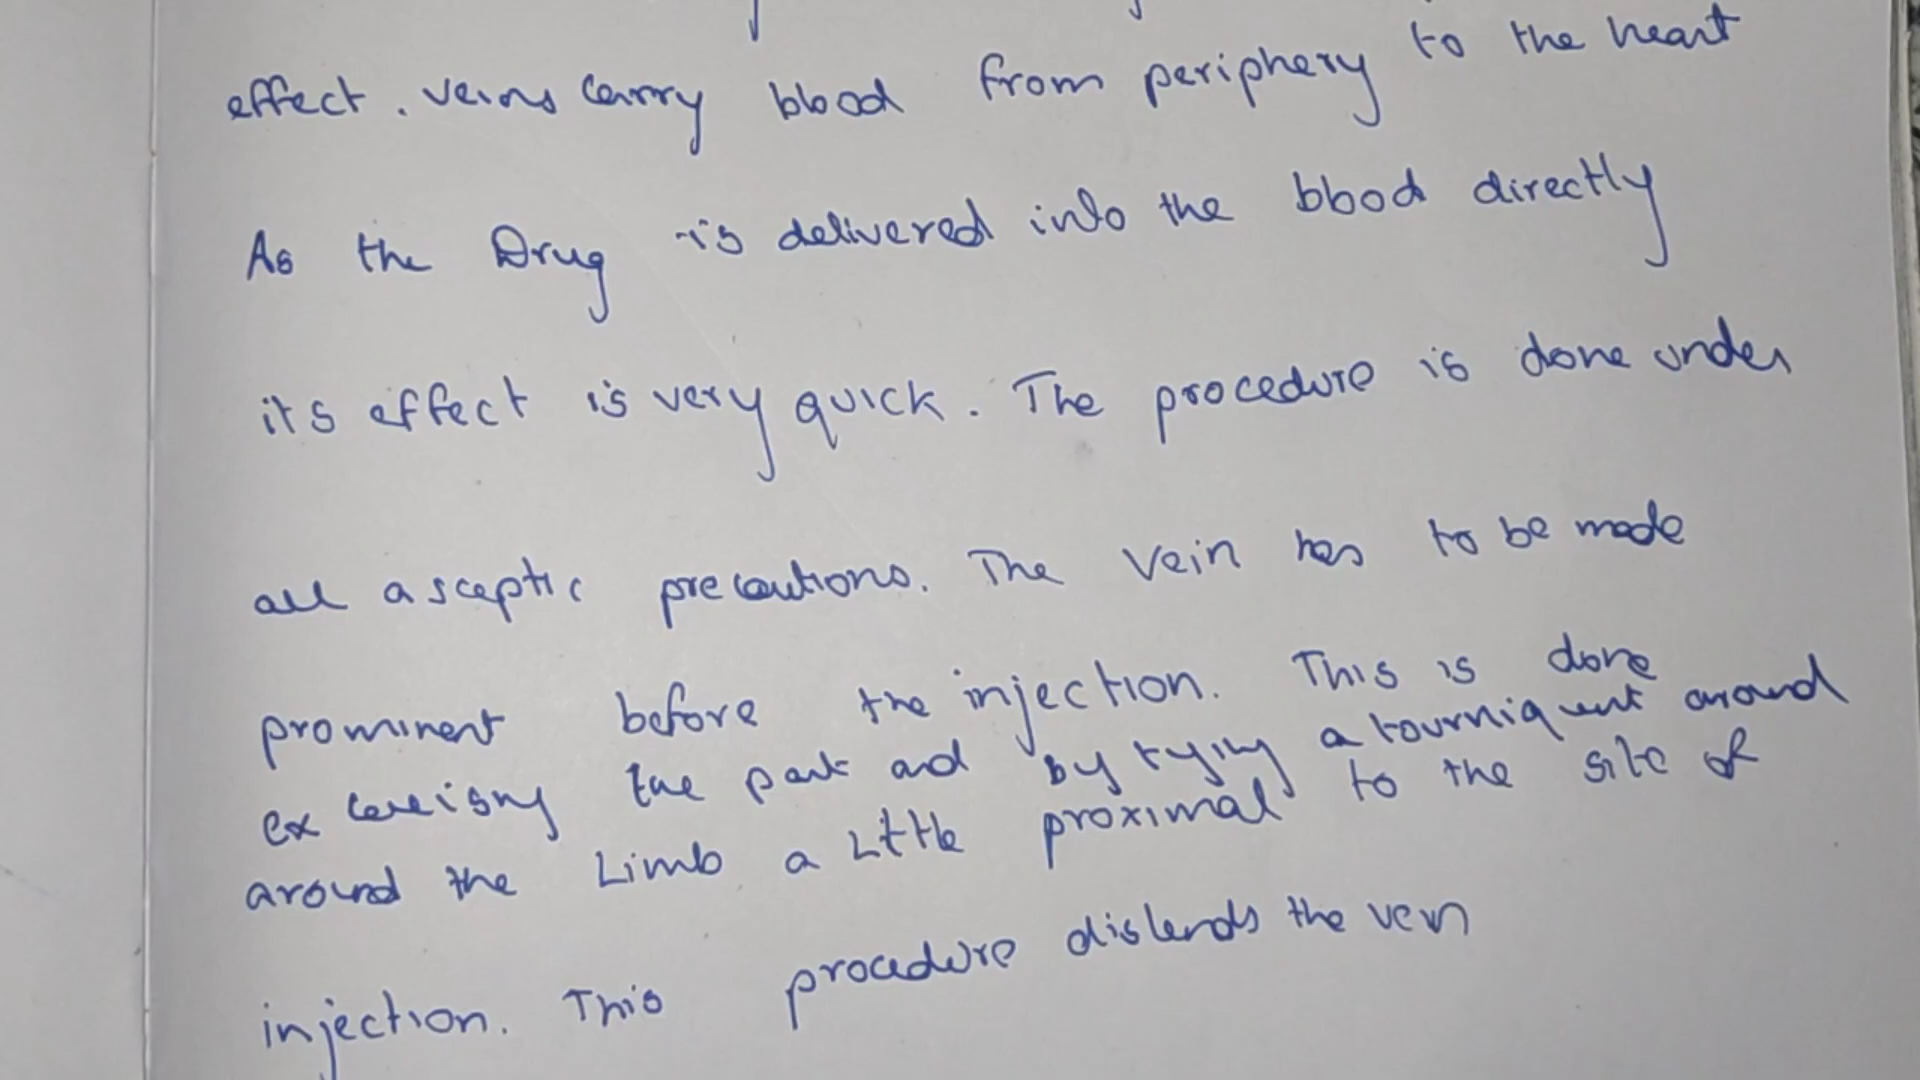 effect. veins carry blood from periphery to the heart
As the Drug is delivered into the blood directly
its effect is very quick. The procedure is done under
all asceptic precautions. The vein has to be made
prominent before the injection. This is done
exercising the part and by tying a tourniquent around
around the Limb a little proximal to the site of
injection. This procedure distends the vein